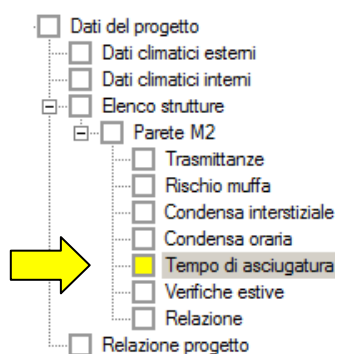 Dati del progetto
Dati climatici esterni
Dati climatici interni
Elenco strutture
Parete M2
Trasmittanze
Rischio muffa
Condensa interstiziale
Condensa oraria
Tempo di asciugatura
Verifiche estive
Relazione
Relazione progetto